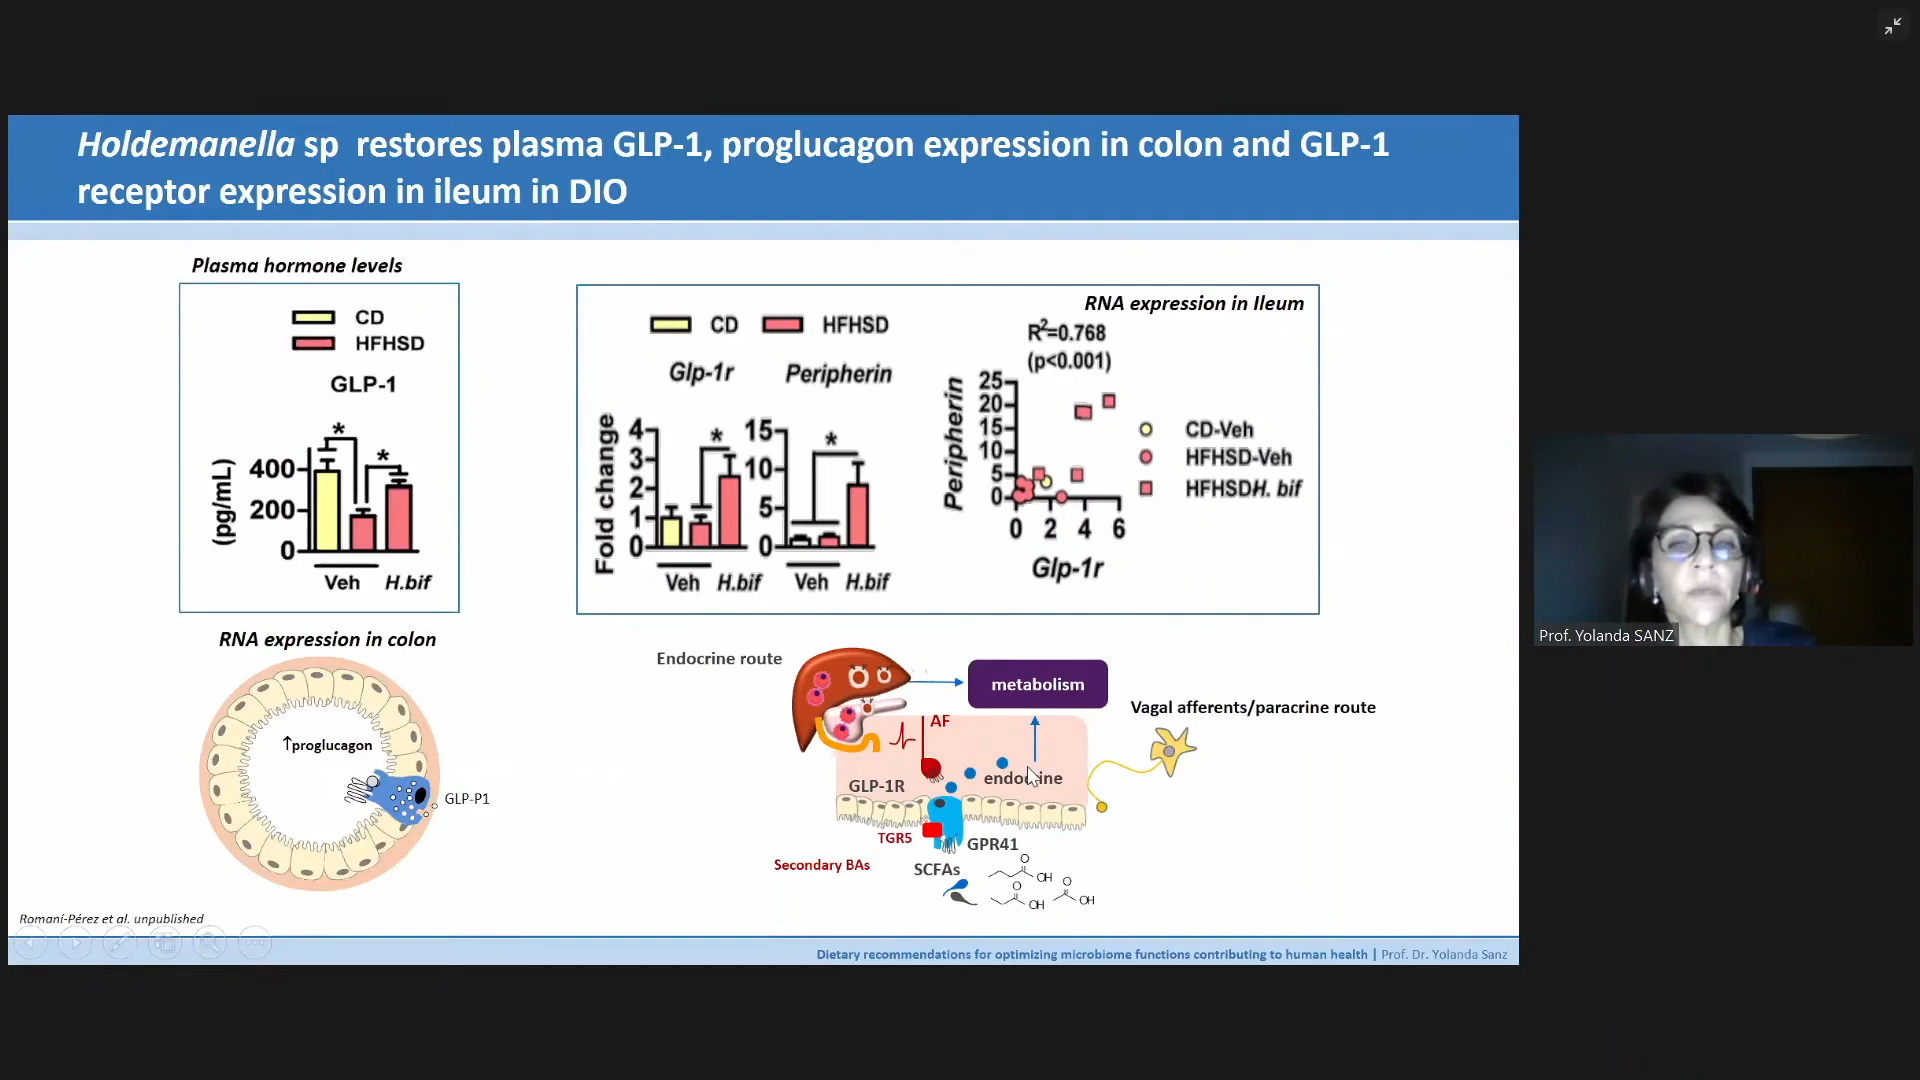 Holdemanella sp restores plasma GLP-1, proglucagon expression in colon and GLP-1
receptor expression in ileum in DIO
Plasma hormone levels
CD
HFHSD
GLP-1
*
*
(pg/mL)
400
200
0
Veh H.bif
RNA expression in Ileum
CD HFHSD
Glp-1r Peripherin
Fold change
4
3
2
1
0
*
Veh H.bif
15
10
5
0
*
Veh H.bif
R2=0.768
(p<0.001)
Peripherin
25
20
15
10
5
0
0 2 4 6
Glp-1r
CD-Veh
HFHSD-Veh
HFHSDH. bif
RNA expression in colon
↑proglucagon
GLP-P1
Endocrine route
metabolism
Vagal afferents/paracrine route
AF
GLP-1R
endocrine
TGR5
GPR41
Secondary BAs
SCFAs
O
OH
O
OH
O
OH
Romaní-Pérez et al. unpublished
Dietary recommendations for optimizing microbiome functions contributing to human health | Prof. Dr. Yolanda Sanz
Prof. Yolanda SANZ